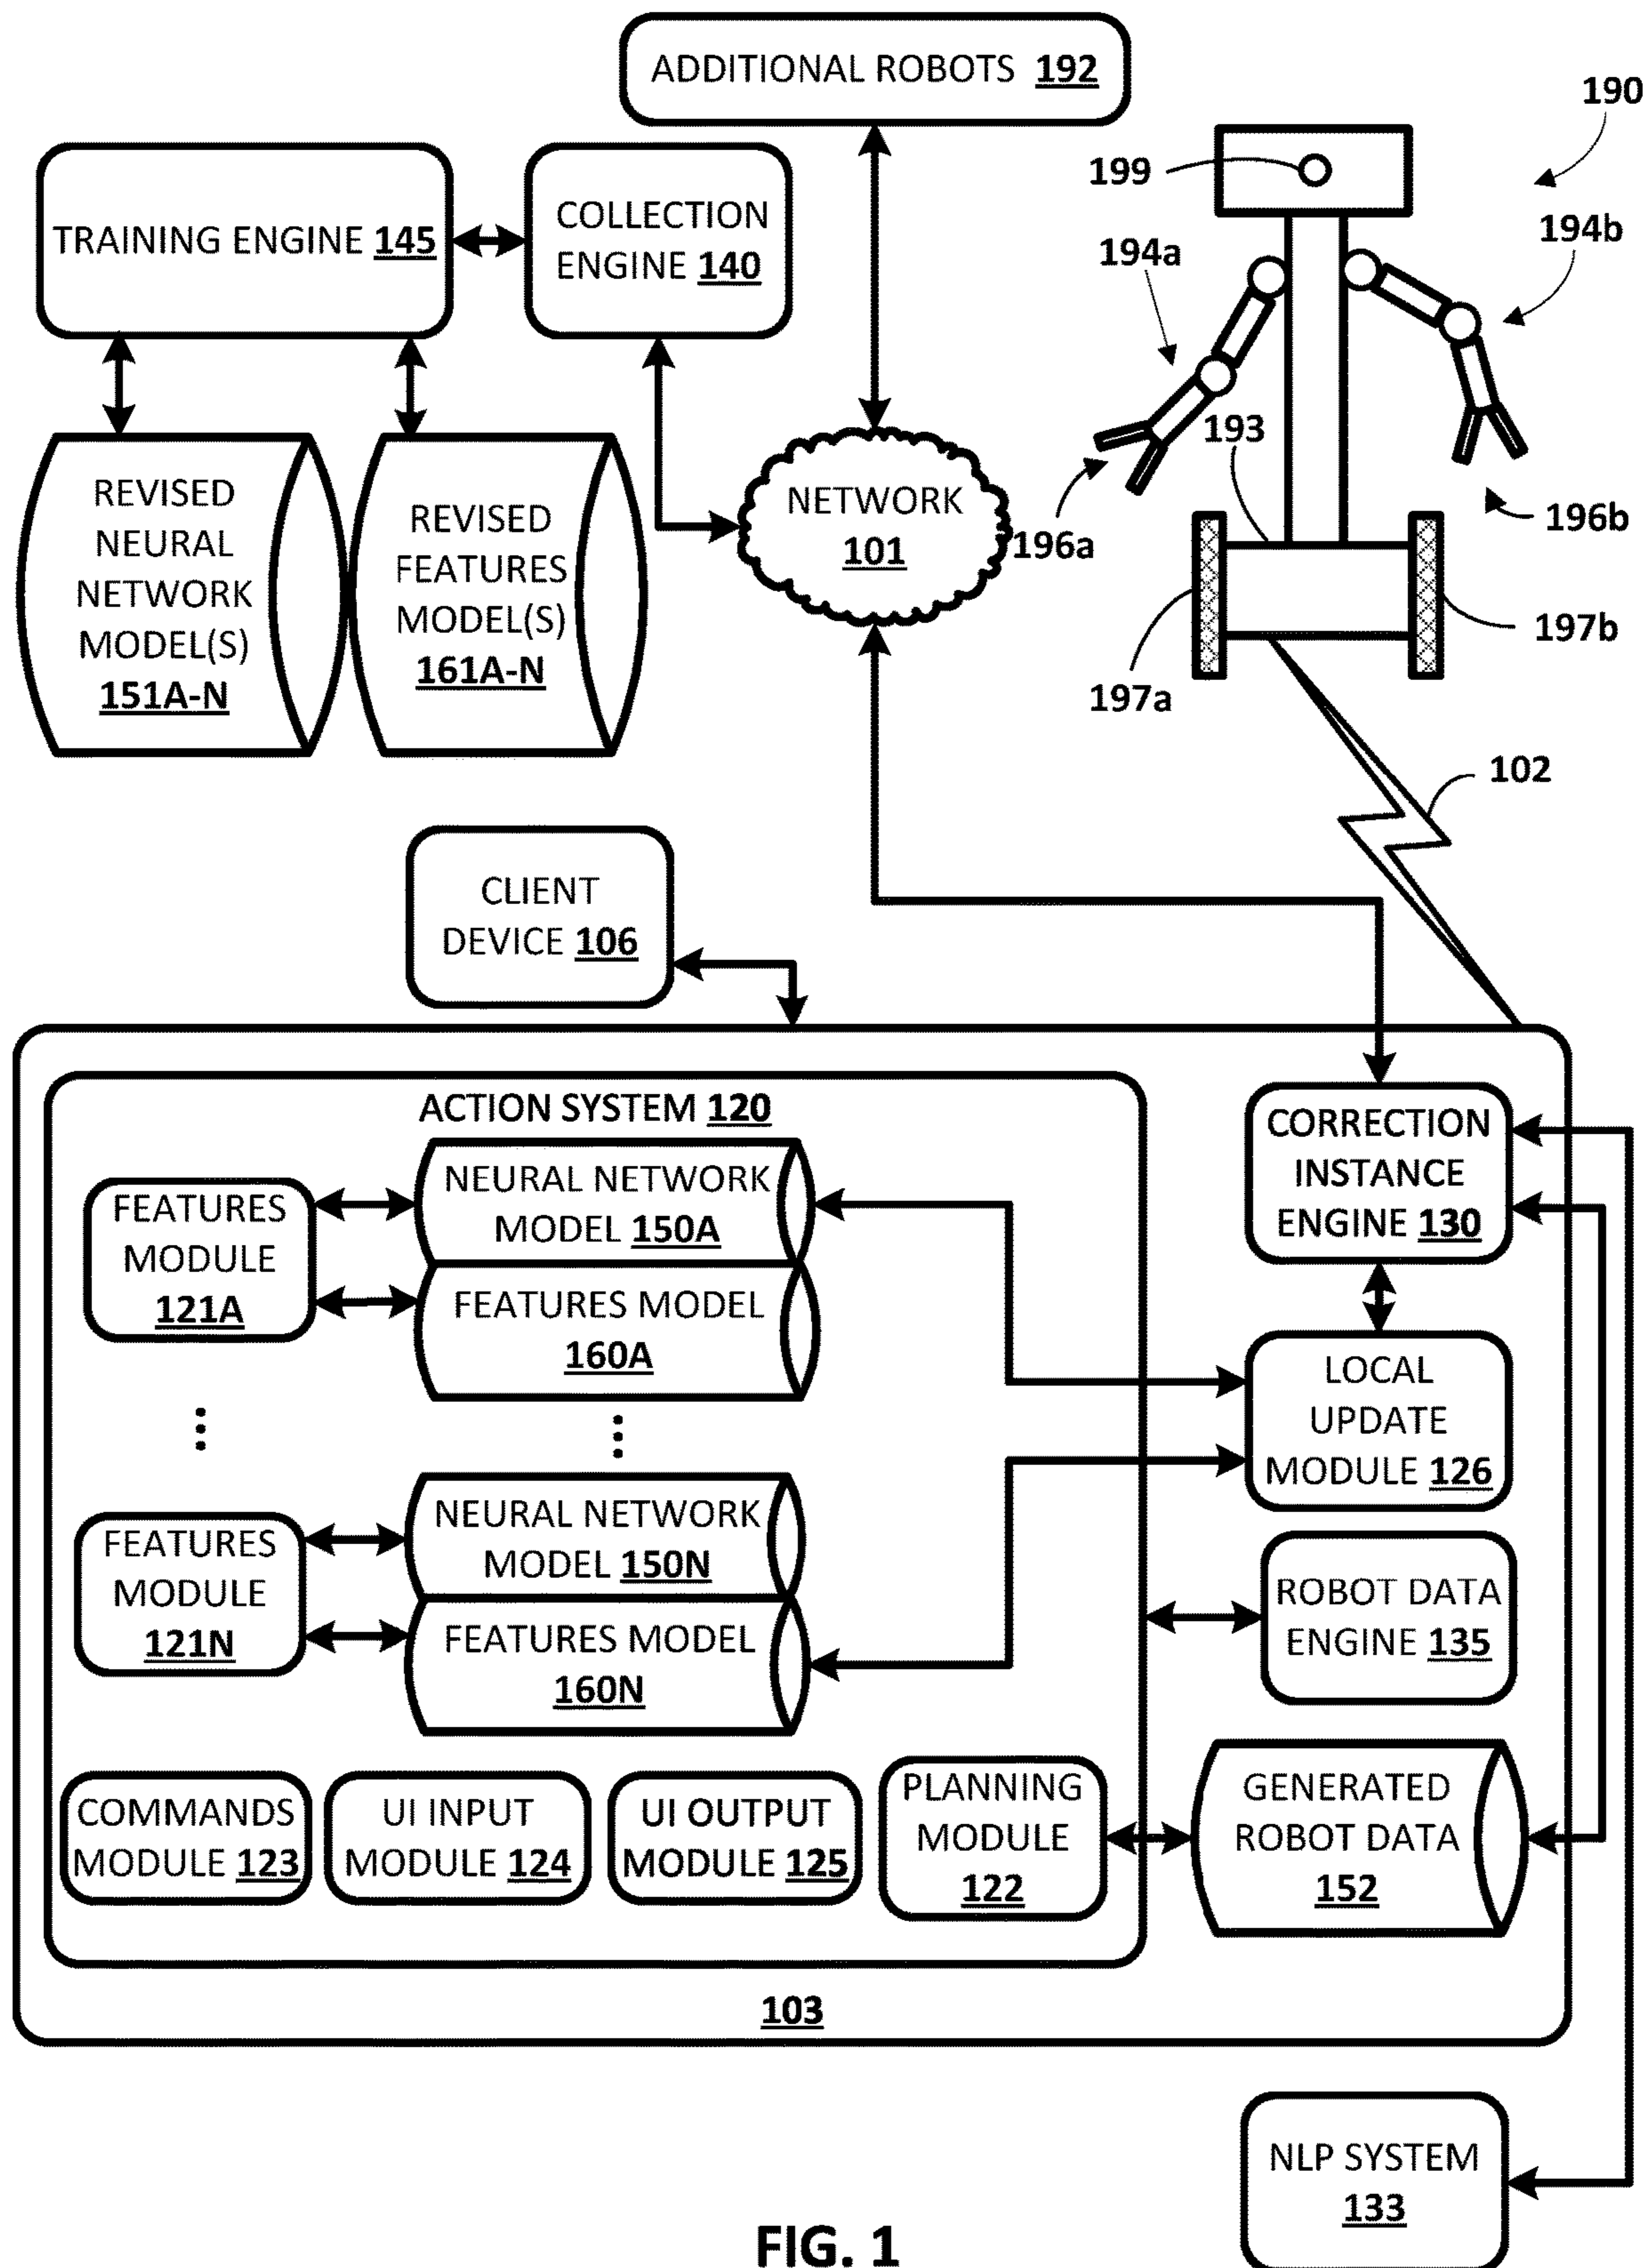 ADDITIONAL ROBOTS 192
190
199
TRAINING ENGINE 145
COLLECTION
ENGINE 140
194a
194b
193
196a
196b
197a
197b
REVISED
NEURAL
NETWORK
MODEL(S)
151A-N
REVISED
FEATURES
MODEL(S)
161A-N
NETWORK
101
102
CLIENT
DEVICE 106
ACTION SYSTEM 120
FEATURES
MODULE
121A
NEURAL NETWORK
MODEL 150A
FEATURES MODEL
160A
FEATURES
MODULE
121N
NEURAL NETWORK
MODEL 150N
FEATURES MODEL
160N
COMMANDS
MODULE 123
UI INPUT
MODULE 124
UI OUTPUT
MODULE 125
PLANNING
MODULE
122
CORRECTION
INSTANCE
ENGINE 130
LOCAL
UPDATE
MODULE 126
ROBOT DATA
ENGINE 135
GENERATED
ROBOT DATA
152
103
NLP SYSTEM
133
FIG. 1